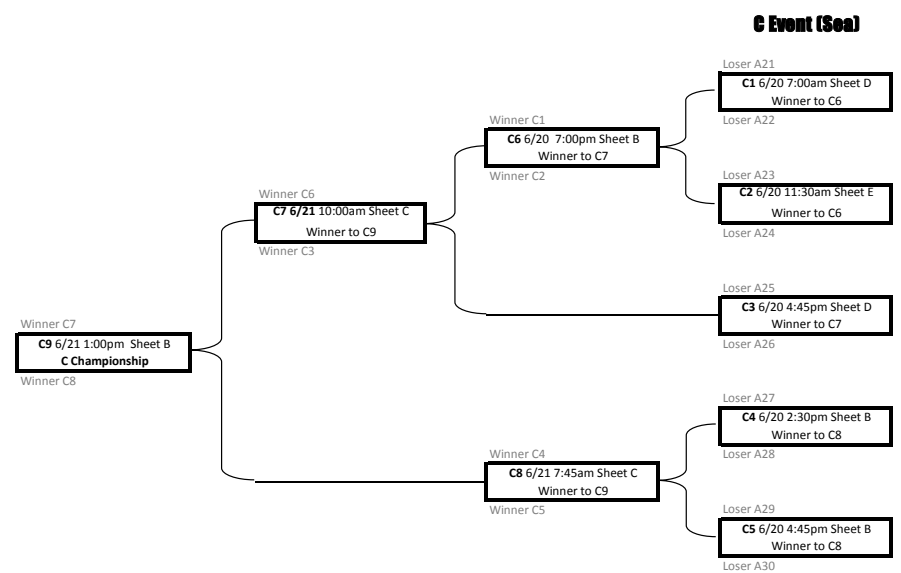 C Event (Sea)
Loser A21
C1 6/20 7:00am Sheet D
Winner to C6
Loser A22
Winner C1
C6 6/20  7:00pm Sheet B
Winner to C7
Winner C2
Loser A23
C2 6/20 11:30am Sheet E
Winner to C6
Loser A24
Winner C6
C7 6/21 10:00am Sheet C
Winner to C9
Winner C3
Loser A25
C3 6/20 4:45pm Sheet D
Winner to C7
Loser A26
Winner C7
C9 6/21 1:00pm  Sheet B
C Championship
Winner C8
Loser A27
C4 6/20 2:30pm Sheet B
Winner to C8
Loser A28
Winner C4
C8 6/21 7:45am Sheet C
Winner to C9
Winner C5
Loser A29
C5 6/20 4:45pm Sheet B
Winner to C8
Loser A30